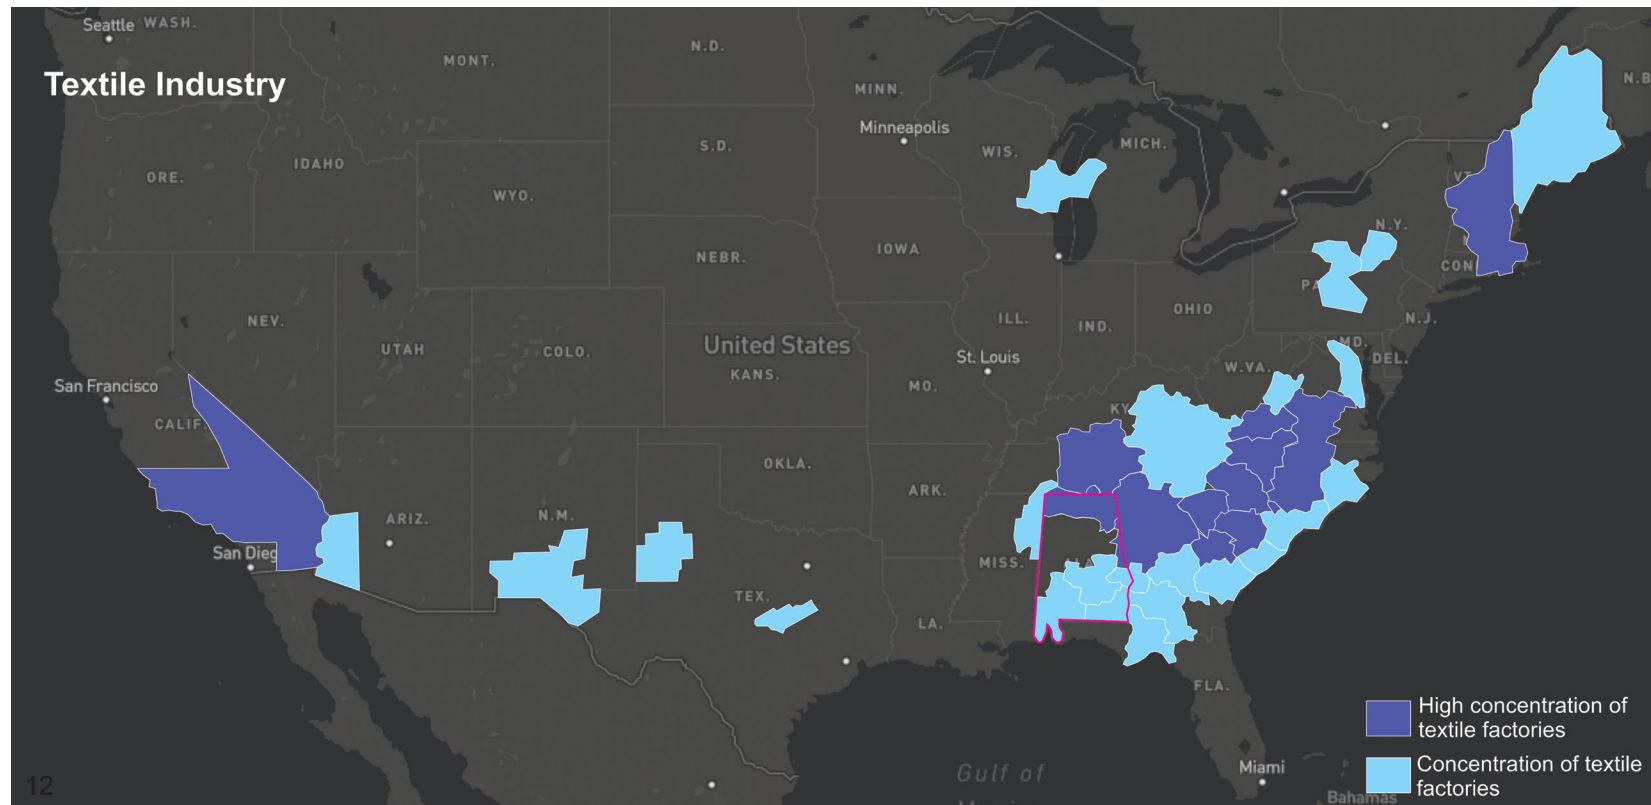 Seattle
WASH.
N.D.
MONT.
Textile Industry
MINN.
N.B
Minneapolis
S.D.
WIS.
MICH.
ORE.
IDAHO
WYO.
VT.
N.Y.
IOWA
NEBR.
CON
PA
NEV.
ILL.
IND.
OHIO
N.J.
UTAH
COLO.
United States
KANS.
St. Louis
MD.
DEL.
W.VA.
San Francisco
MO.
KY
CALIF.
OKLA.
ARK.
ARIZ.
N.M.
San Dieg
MISS.
ALA
TEX.
LA.
FLA.
High concentration of
textile factories
Concentration of textile
factories
Gulf of
Miami
Bahamas
12